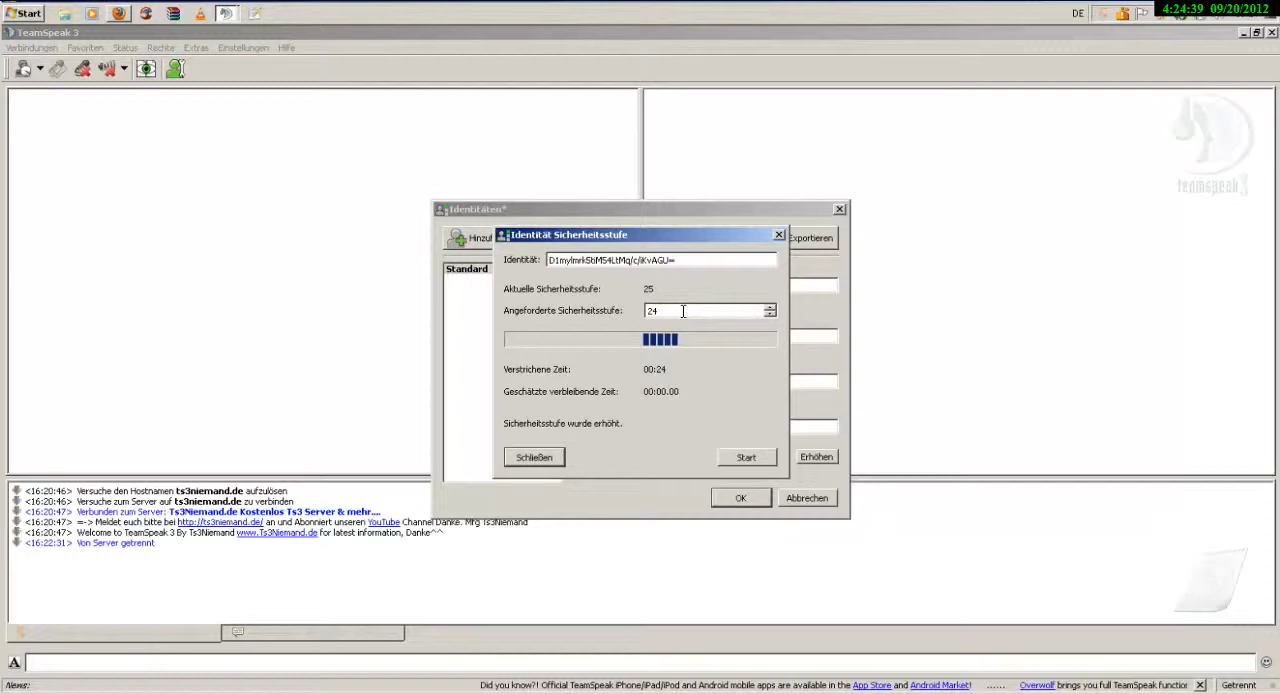 Start
DE
4:24:39 09/20/2012
TeamSpeak 3
Verbindungen Favoriten Status Rechte Extras Einstellungen Hilfe
teamspeak
Identitäten*
Exportieren
Standard
Identität Sicherheitsstufe
Identität:
Aktuelle Sicherheitsstufe: 25
Angeforderte Sicherheitsstufe: 24
Verstrichene Zeit: 00:24
Geschätzte verbleibende Zeit: 00:00.00
Sicherheitsstufe wurde erhöht.
Schließen Start Erhöhen
OK Abbrechen
<16:20:46> Versuche den Hostnamen ts3niemand.de aufzulösen
<16:20:46> Versuche zum Server auf ts3niemand.de zu verbinden
<16:20:47> Verbunden zum Server: Ts3Niemand.de Kostenlos Ts3 Server & mehr....
<16:20:47> =-> Meldet euch bitte bei http://ts3niemand.de/ an und Abonniert unseren YouTube Channel Danke. Mfg Ts3Niemand
<16:20:47> Welcome to TeamSpeak 3 By Ts3Niemand www.Ts3Niemand.de for latest information, Danke^^
<16:22:31> Von Server getrennt
A
News: Did you know?! Official TeamSpeak iPhone/iPad/iPod and Android mobile apps are available in the App Store and Android Market! ...... Overwolf brings you full TeamSpeak function Getrennt